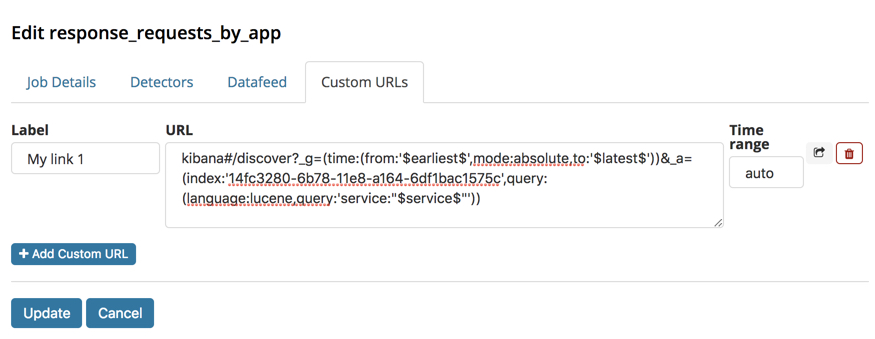 Edit response_requests_by_app
Job Details Detectors Datafeed Custom URLs
Label URL Time range
My link 1
kibana#/discover?_g=(time:(from:'$earliest$',mode:absolute,to:'$latest$'))&_a=
(index:'14fc3280-6b78-11e8-a164-6df1bac1575c',query:
(language:lucene,query:'service:"$service$"'))
auto
+ Add Custom URL
Update Cancel